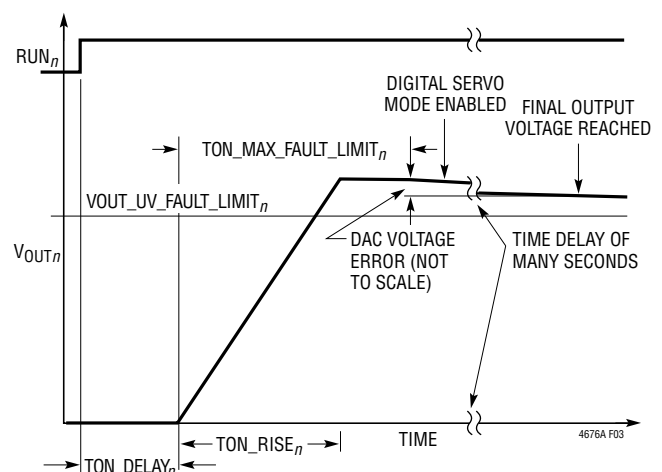 RUNn
DIGITAL SERVO
MODE ENABLED
FINAL OUTPUT
VOLTAGE REACHED
TON_MAX_FAULT_LIMITn
VOUT_UV_FAULT_LIMITn
VOUTn
DAC VOLTAGE
ERROR (NOT
TO SCALE)
TIME DELAY OF
MANY SECONDS
TON_RISEn
TIME
4676A F03
TON_DELAYn